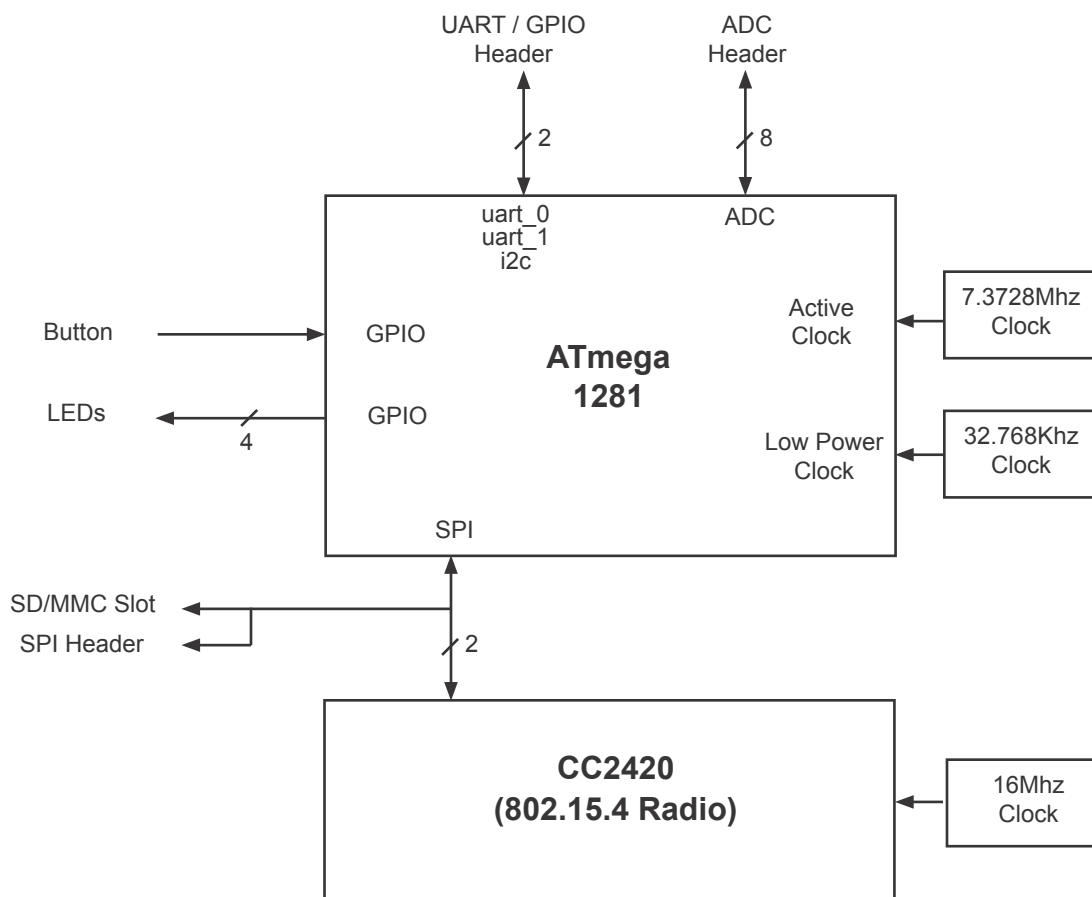 UART / GPIO
Header
ADC
Header
2
8
uart_0
uart_1
i2c
ADC
Active
Clock
7.3728Mhz
Clock
Button
GPIO
ATmega
1281
LEDs
4
GPIO
Low Power
Clock
32.768Khz
Clock
SPI
SD/MMC Slot
SPI Header
2
CC2420
(802.15.4 Radio)
16Mhz
Clock